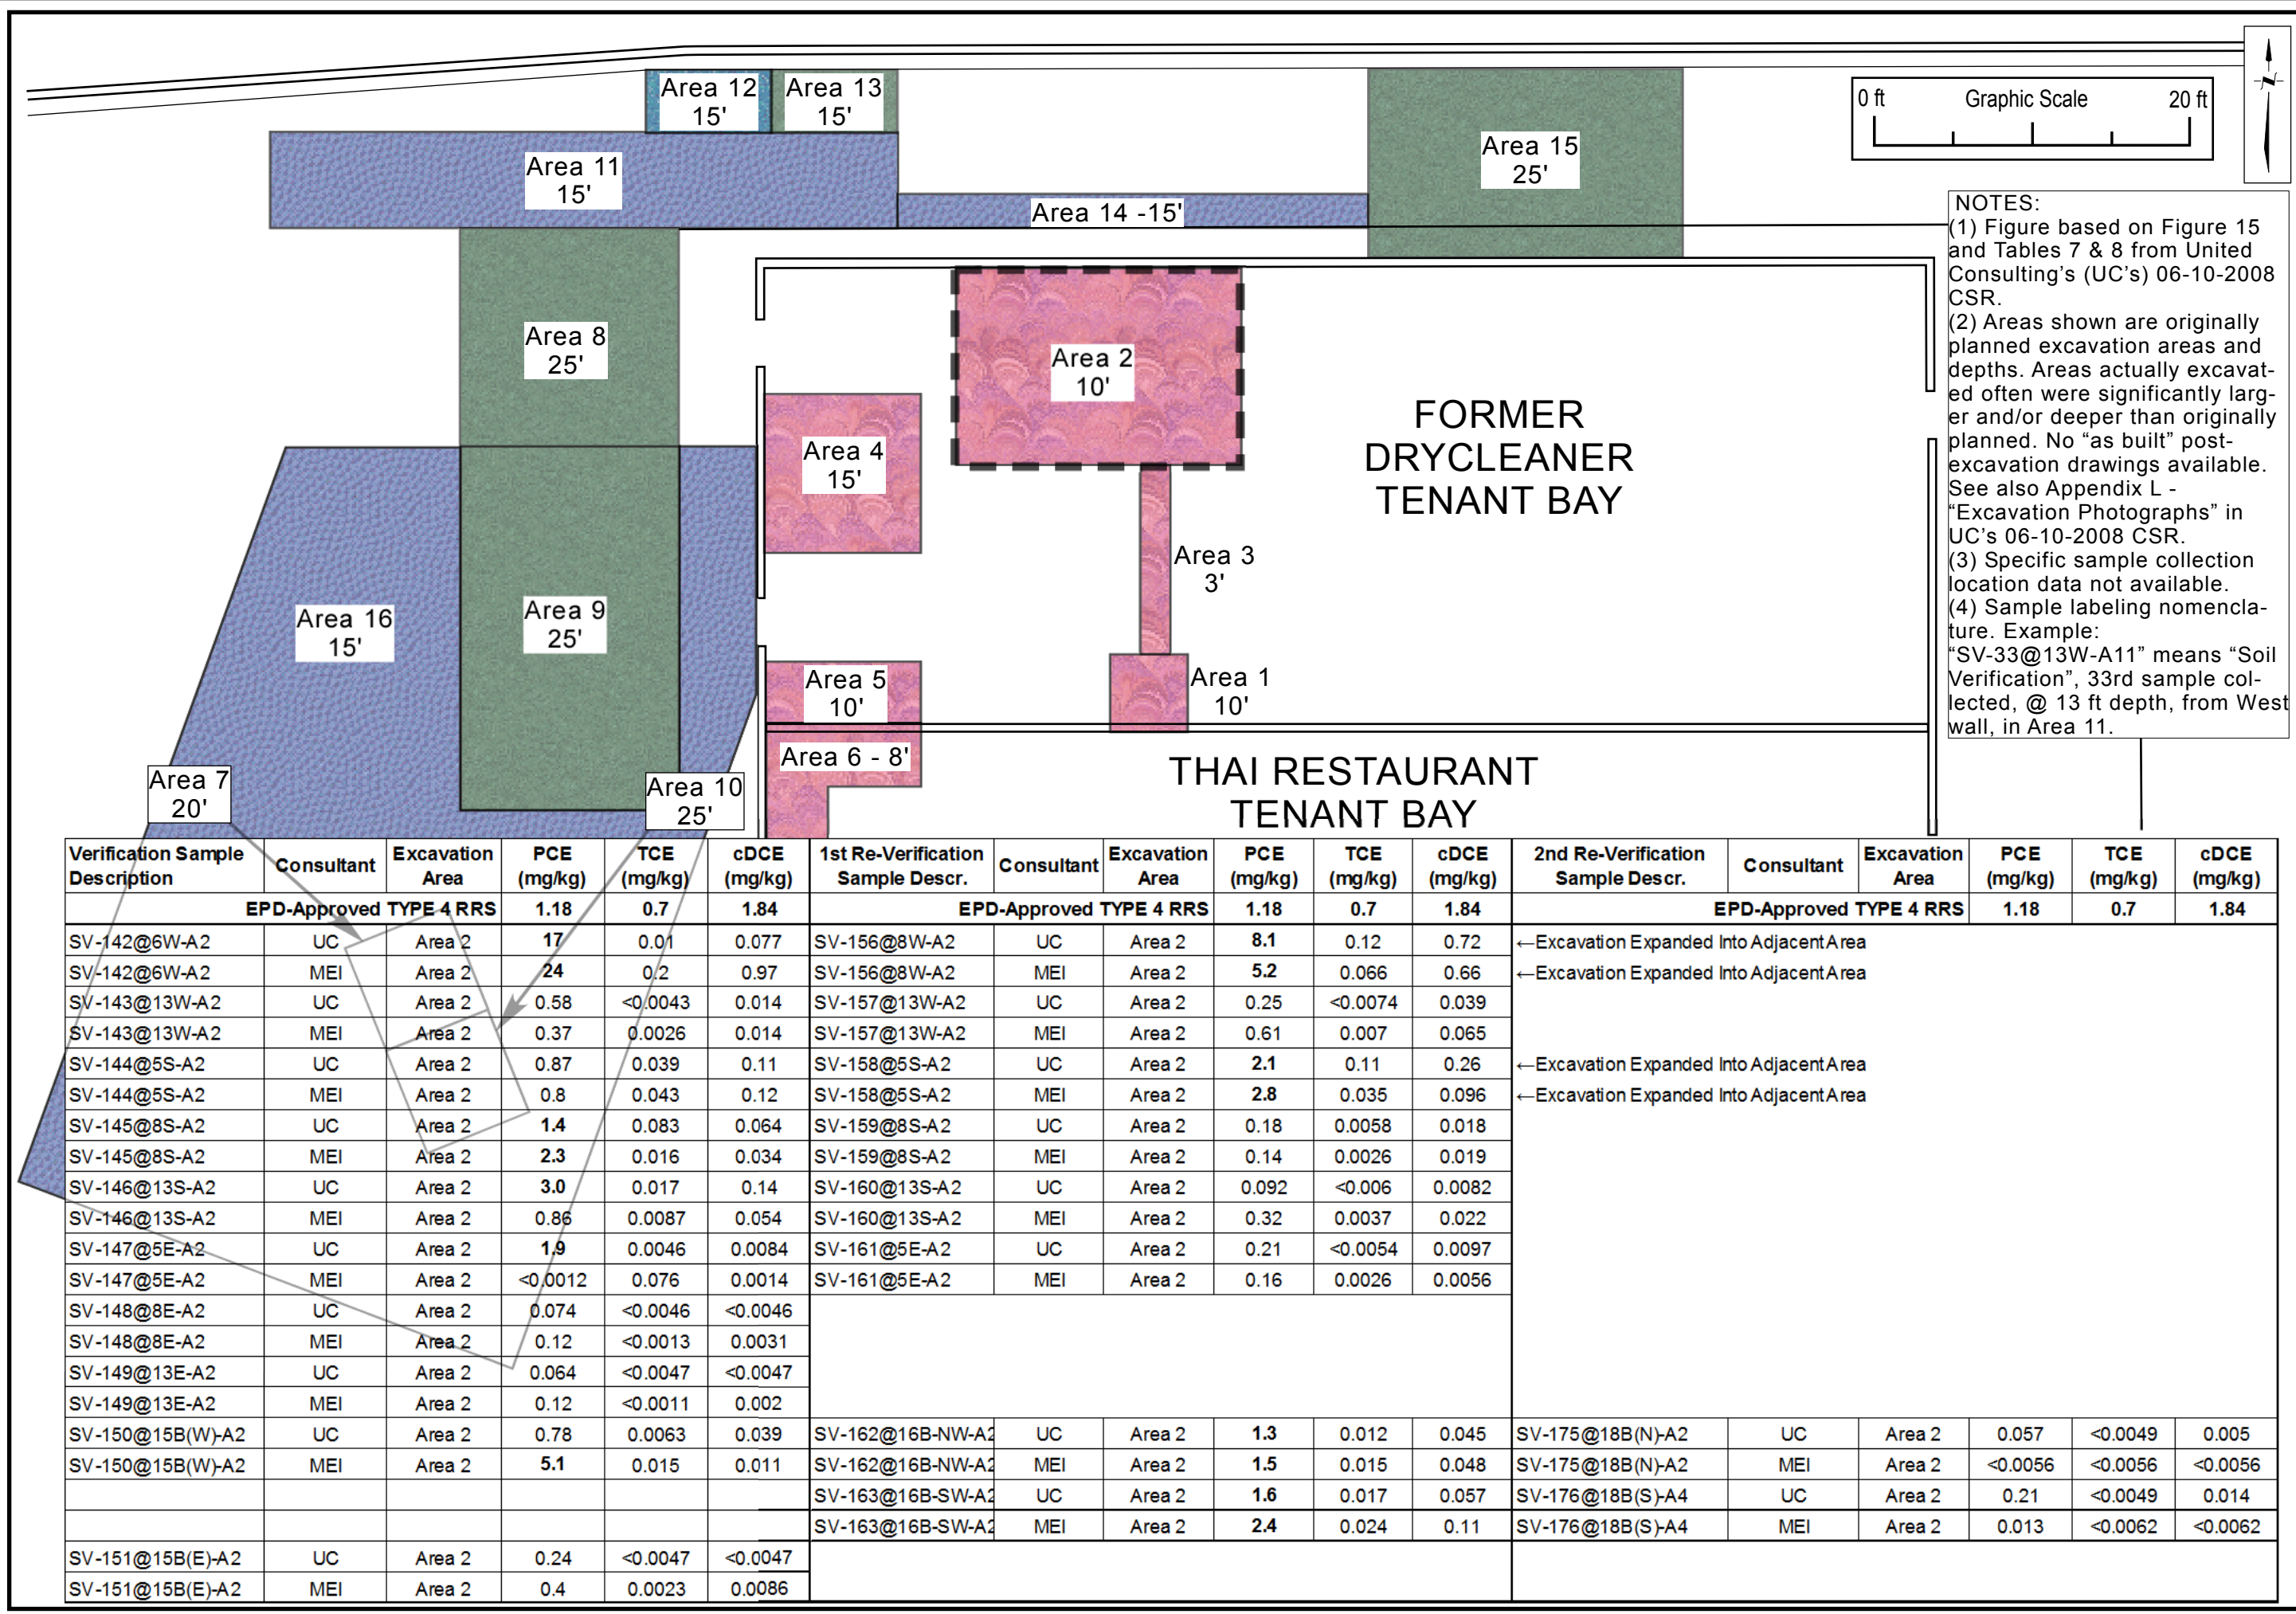 Area 12
15'
Area 13
15'
Area 11
15'
Area 14 -15'
Area 15
25'
0 ft Graphic Scale 20 ft
N
NOTES:
(1) Figure based on Figure 15
and Tables 7 & 8 from United
Consulting's (UC's) 06-10-2008
CSR.
(2) Areas shown are originally
planned excavation areas and
depths. Areas actually excavat-
ed often were significantly larg-
er and/or deeper than originally
planned. No “as built” post-
excavation drawings available.
See also Appendix L -
“Excavation Photographs” in
UC's 06-10-2008 CSR.
(3) Specific sample collection
location data not available.
(4) Sample labeling nomencla-
ture. Example:
“SV-33@13W-A11” means “Soil
Verification”, 33rd sample col-
lected, @ 13 ft depth, from West
wall, in Area 11.
Area 8
25'
Area 2
10'
Area 4
15'
FORMER
DRYCLEANER
TENANT BAY
Area 3
3'
Area 16
15'
Area 9
25'
Area 5
10'
Area 1
10'
Area 6 - 8'
THAI RESTAURANT
TENANT BAY
Area 7
20'
Area 10
25'
Verification Sample Description Consultant Excavation Area PCE (mg/kg) TCE (mg/kg) cDCE (mg/kg) 1st Re-Verification Sample Descr. Consultant Excavation Area PCE (mg/kg) TCE (mg/kg) cDCE (mg/kg) 2nd Re-Verification Sample Descr. Consultant Excavation Area PCE (mg/kg) TCE (mg/kg) cDCE (mg/kg)
EPD-Approved TYPE 4 RRS 1.18 0.7 1.84 EPD-Approved TYPE 4 RRS 1.18 0.7 1.84 EPD-Approved TYPE 4 RRS 1.18 0.7 1.84
SV-142@6W-A2 UC Area 2 17 0.01 0.077 SV-156@8W-A2 UC Area 2 8.1 0.12 0.72 ←Excavation Expanded Into Adjacent Area
SV-142@6W-A2 MEI Area 2 24 0.2 0.97 SV-156@8W-A2 MEI Area 2 5.2 0.066 0.66 ←Excavation Expanded Into Adjacent Area
SV-143@13W-A2 UC Area 2 0.58 <0.0043 0.014 SV-157@13W-A2 UC Area 2 0.25 <0.0074 0.039
SV-143@13W-A2 MEI Area 2 0.37 0.0026 0.014 SV-157@13W-A2 MEI Area 2 0.61 0.007 0.065
SV-144@5S-A2 UC Area 2 0.87 0.039 0.11 SV-158@5S-A2 UC Area 2 2.1 0.11 0.26 ←Excavation Expanded Into Adjacent Area
SV-144@5S-A2 MEI Area 2 0.8 0.043 0.12 SV-158@5S-A2 MEI Area 2 2.8 0.035 0.096 ←Excavation Expanded Into Adjacent Area
SV-145@8S-A2 UC Area 2 1.4 0.083 0.064 SV-159@8S-A2 UC Area 2 0.18 0.0058 0.018
SV-145@8S-A2 MEI Area 2 2.3 0.016 0.034 SV-159@8S-A2 MEI Area 2 0.14 0.0026 0.019
SV-146@13S-A2 UC Area 2 3.0 0.017 0.14 SV-160@13S-A2 UC Area 2 0.092 <0.006 0.0082
SV-146@13S-A2 MEI Area 2 0.86 0.0087 0.054 SV-160@13S-A2 MEI Area 2 0.32 0.0037 0.022
SV-147@5E-A2 UC Area 2 1.9 0.0046 0.0084 SV-161@5E-A2 UC Area 2 0.21 <0.0054 0.0097
SV-147@5E-A2 MEI Area 2 <0.0012 0.076 0.0014 SV-161@5E-A2 MEI Area 2 0.16 0.0026 0.0056
SV-148@8E-A2 UC Area 2 0.074 <0.0046 <0.0046
SV-148@8E-A2 MEI Area 2 0.12 <0.0013 0.0031
SV-149@13E-A2 UC Area 2 0.064 <0.0047 <0.0047
SV-149@13E-A2 MEI Area 2 0.12 <0.0011 0.002
SV-150@15B(W)-A2 UC Area 2 0.78 0.0063 0.039 SV-162@16B-NW-A2 UC Area 2 1.3 0.012 0.045 SV-175@18B(N)-A2 UC Area 2 0.057 <0.0049 0.005
SV-150@15B(W)-A2 MEI Area 2 5.1 0.015 0.011 SV-162@16B-NW-A2 MEI Area 2 1.5 0.015 0.048 SV-175@18B(N)-A2 MEI Area 2 <0.0056 <0.0056 <0.0056
SV-163@16B-SW-A2 UC Area 2 1.6 0.017 0.057 SV-176@18B(S)-A4 UC Area 2 0.21 <0.0049 0.014
SV-163@16B-SW-A2 MEI Area 2 2.4 0.024 0.11 SV-176@18B(S)-A4 MEI Area 2 0.013 <0.0062 <0.0062
SV-151@15B(E)-A2 UC Area 2 0.24 <0.0047 <0.0047
SV-151@15B(E)-A2 MEI Area 2 0.4 0.0023 0.0086